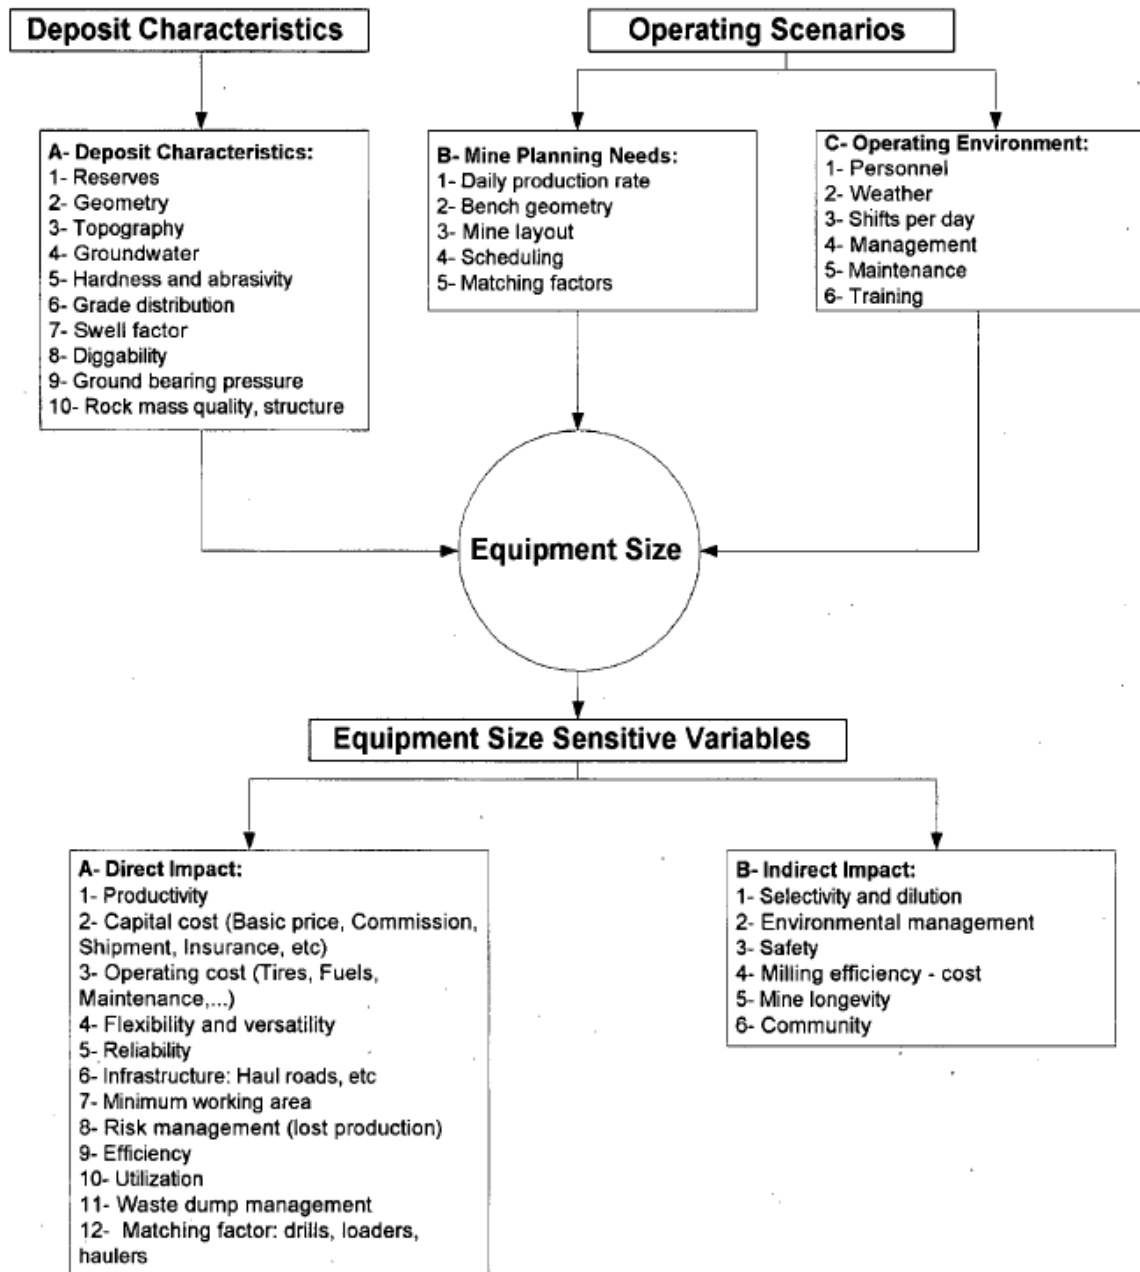 Deposit Characteristics
Operating Scenarios
A- Deposit Characteristics:
1- Reserves
2- Geometry
3- Topography
4- Groundwater
5- Hardness and abrasivity
6- Grade distribution
7- Swell factor
8- Diggability
9- Ground bearing pressure
10- Rock mass quality, structure
B- Mine Planning Needs:
1- Daily production rate
2- Bench geometry
3- Mine layout
4- Scheduling
5- Matching factors
C- Operating Environment:
1- Personnel
2- Weather
3- Shifts per day
4- Management
5- Maintenance
6- Training
Equipment Size
Equipment Size Sensitive Variables
A- Direct Impact:
1- Productivity
2- Capital cost (Basic price, Commission,
Shipment, Insurance, etc)
3- Operating cost (Tires, Fuels,
Maintenance,...)
4- Flexibility and versatility
5- Reliability
6- Infrastructure: Haul roads, etc
7- Minimum working area
8- Risk management (lost production)
9- Efficiency
10- Utilization
11- Waste dump management
12- Matching factor: drills, loaders,
haulers
B- Indirect Impact:
1- Selectivity and dilution
2- Environmental management
3- Safety
4- Milling efficiency - cost
5- Mine longevity
6- Community